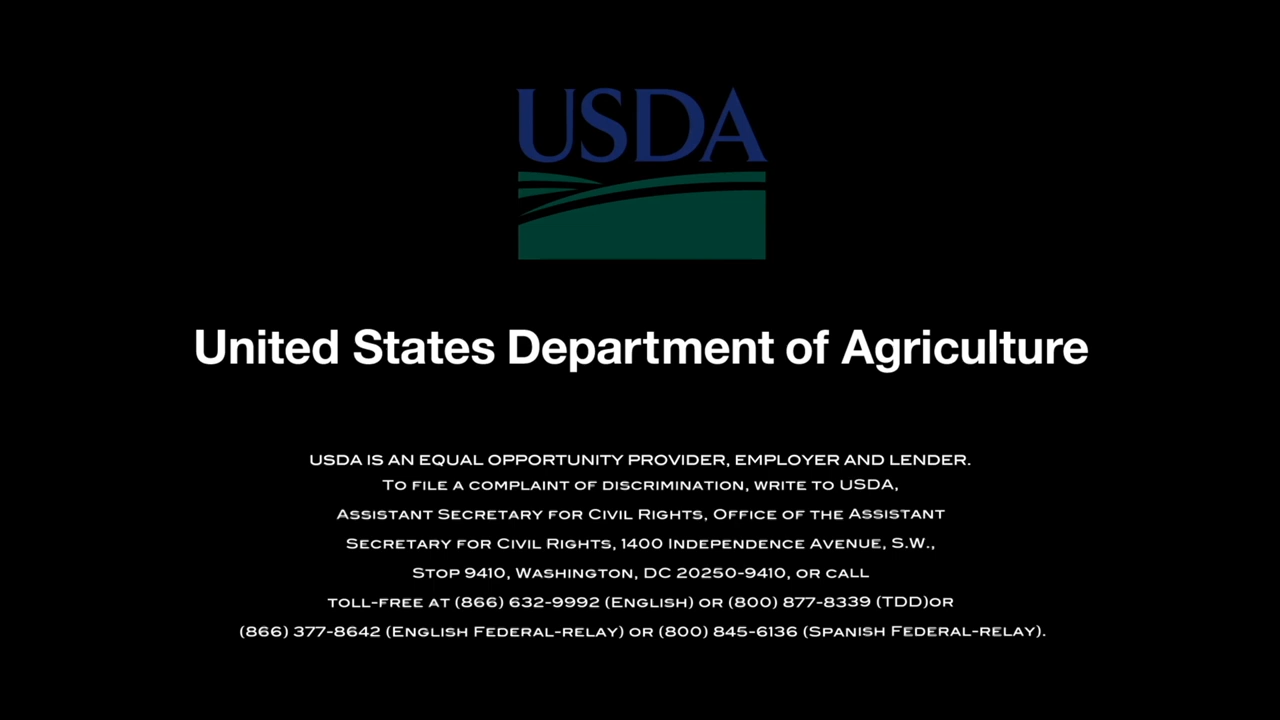 USDA
United States Department of Agriculture
USDA IS AN EQUAL OPPORTUNITY PROVIDER, EMPLOYER AND LENDER.
TO FILE A COMPLAINT OF DISCRIMINATION, WRITE TO USDA,
ASSISTANT SECRETARY FOR CIVIL RIGHTS, OFFICE OF THE ASSISTANT
SECRETARY FOR CIVIL RIGHTS, 1400 INDEPENDENCE AVENUE, S.W.,
STOP 9410, WASHINGTON, DC 20250-9410, OR CALL
TOLL-FREE AT (866) 632-9992 (ENGLISH) OR (800) 877-8339 (TDD)OR
(866) 377-8642 (ENGLISH FEDERAL-RELAY) OR (800) 845-6136 (SPANISH FEDERAL-RELAY).